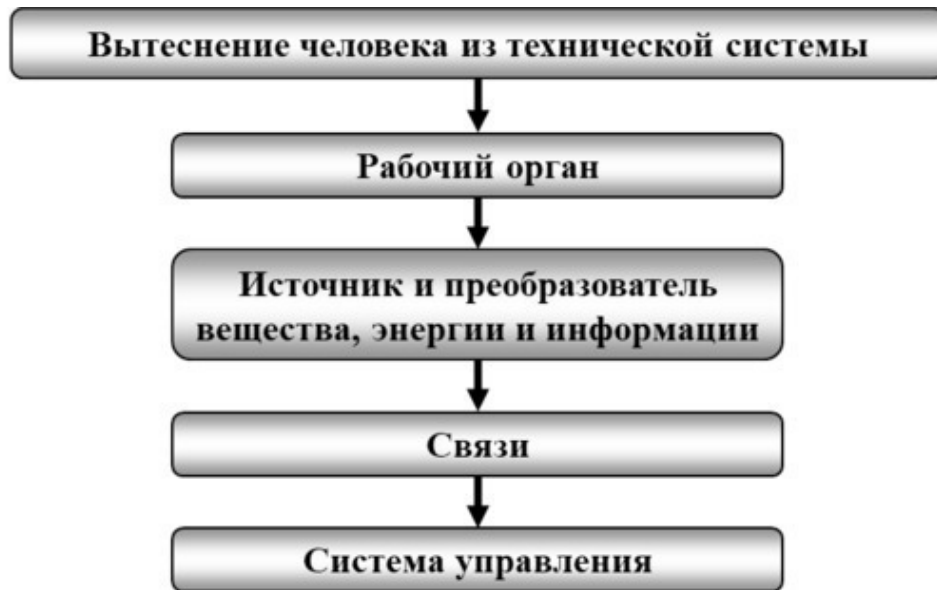 Вытеснение человека из технической системы
Рабочий орган
Источник и преобразователь
вещества, энергии и информации
Связи
Система управления